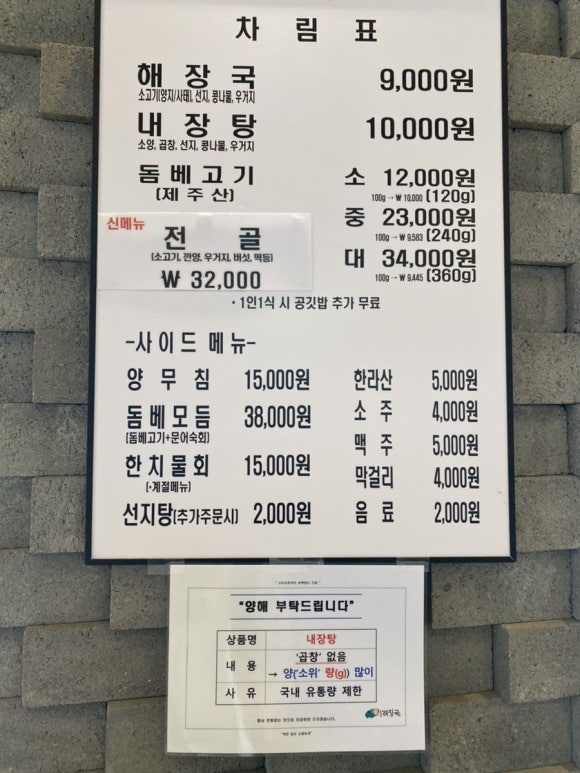 차 림 표
해 장 국 9,000원
소고기(양지/사태), 선지, 콩나물, 우거지
내 장 탕 10,000원
소양, 곱창, 선지, 콩나물, 우거지
돔 베 고 기
(제 주 산)
소 12,000원
100g → ₩ 10,000 (120g)
중 23,000원
100g → ₩ 9,583 (240g)
대 34,000원
100g → ₩ 9,445 (360g)
신메뉴
전 골
(소고기, 깐양, 우거지, 버섯, 떡등)
₩ 32,000
• 1인1식 시 공깃밥 추가 무료
-사 이 드 메 뉴-
양 무 침 15,000원
돔베모듬 38,000원
(돔베고기+문어숙회)
한치물회 15,000원
(*계절메뉴)
선지탕(추가주문시) 2,000원
한라산 5,000원
소 주 4,000원
맥 주 5,000원
막걸리 4,000원
음 료 2,000원
"양해 부탁드립니다"
상품명 내장탕
내 용 '곱창' 없음
→ 양('소위' 량(g)) 많이
사 유 국내 유통량 제한